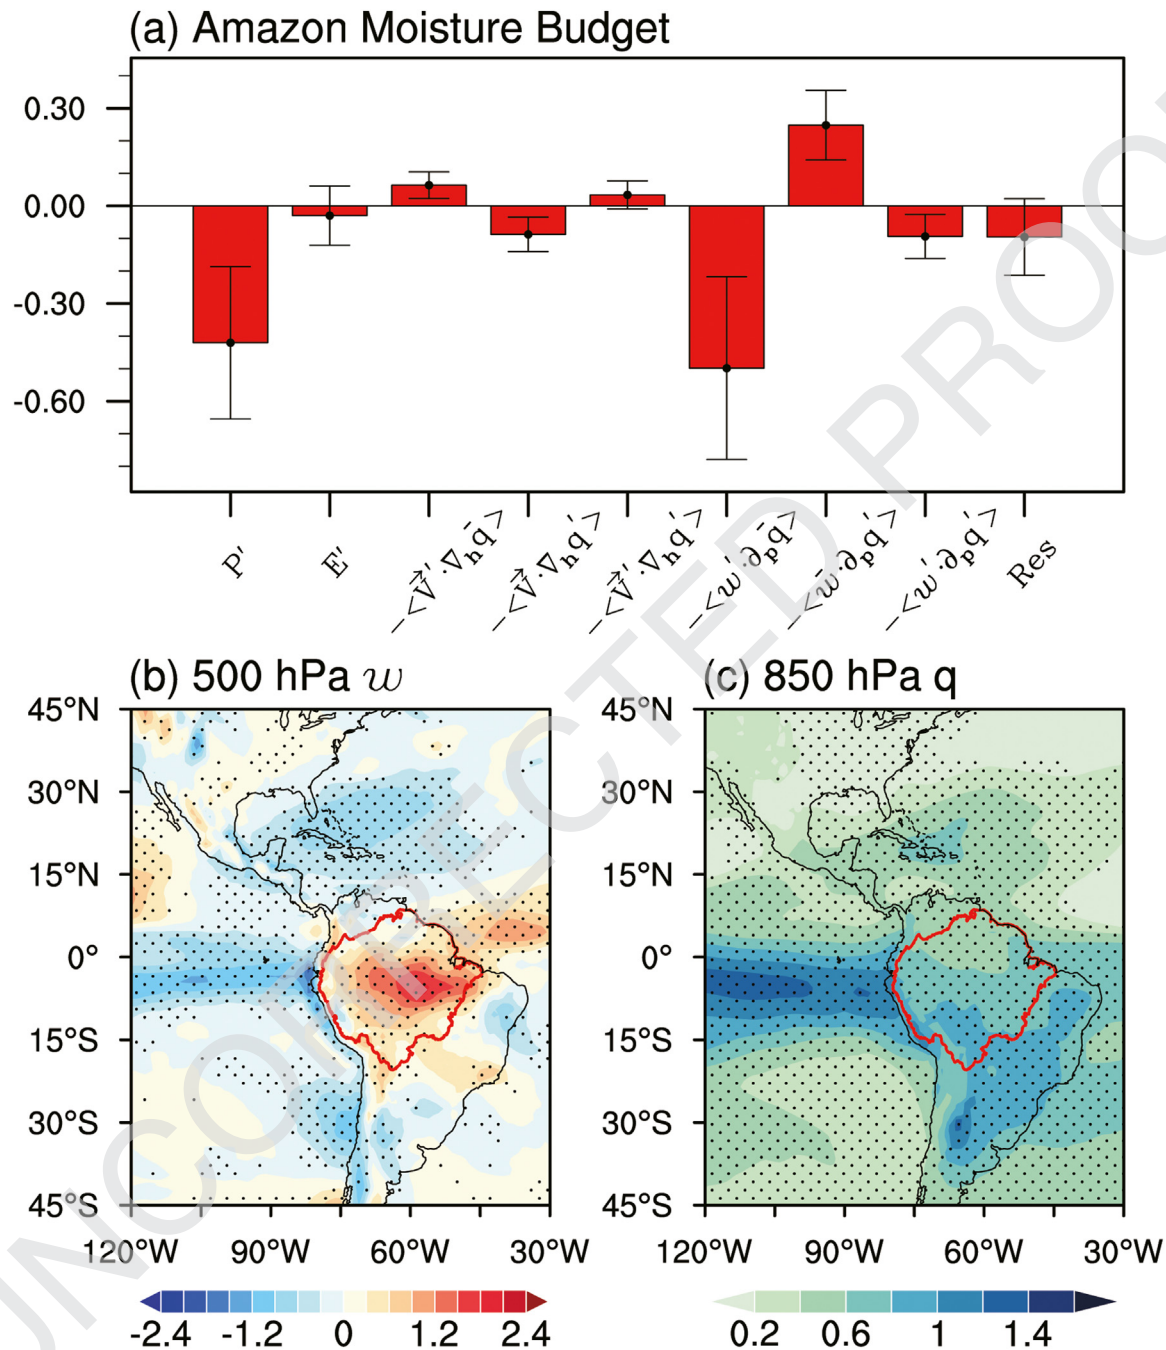 (a) Amazon Moisture Budget
0.30
0.00
-0.30
-0.60
P′
E′
−<V⃗′·∇ₕq̄>
−<V̄⃗·∇ₕq′>
−<V⃗′·∇ₕq′>
−<w′·∂ₚq̄>
−<w̄·∂ₚq′>
−<w′·∂ₚq′>
Res
(b) 500 hPa w
45°N
30°N
15°N
0°
15°S
30°S
45°S
120°W 90°W 60°W 30°W
-2.4 -1.2 0 1.2 2.4
(c) 850 hPa q
45°N
30°N
15°N
0°
15°S
30°S
45°S
120°W 90°W 60°W 30°W
0.2 0.6 1 1.4
UNCORRECTED PROO